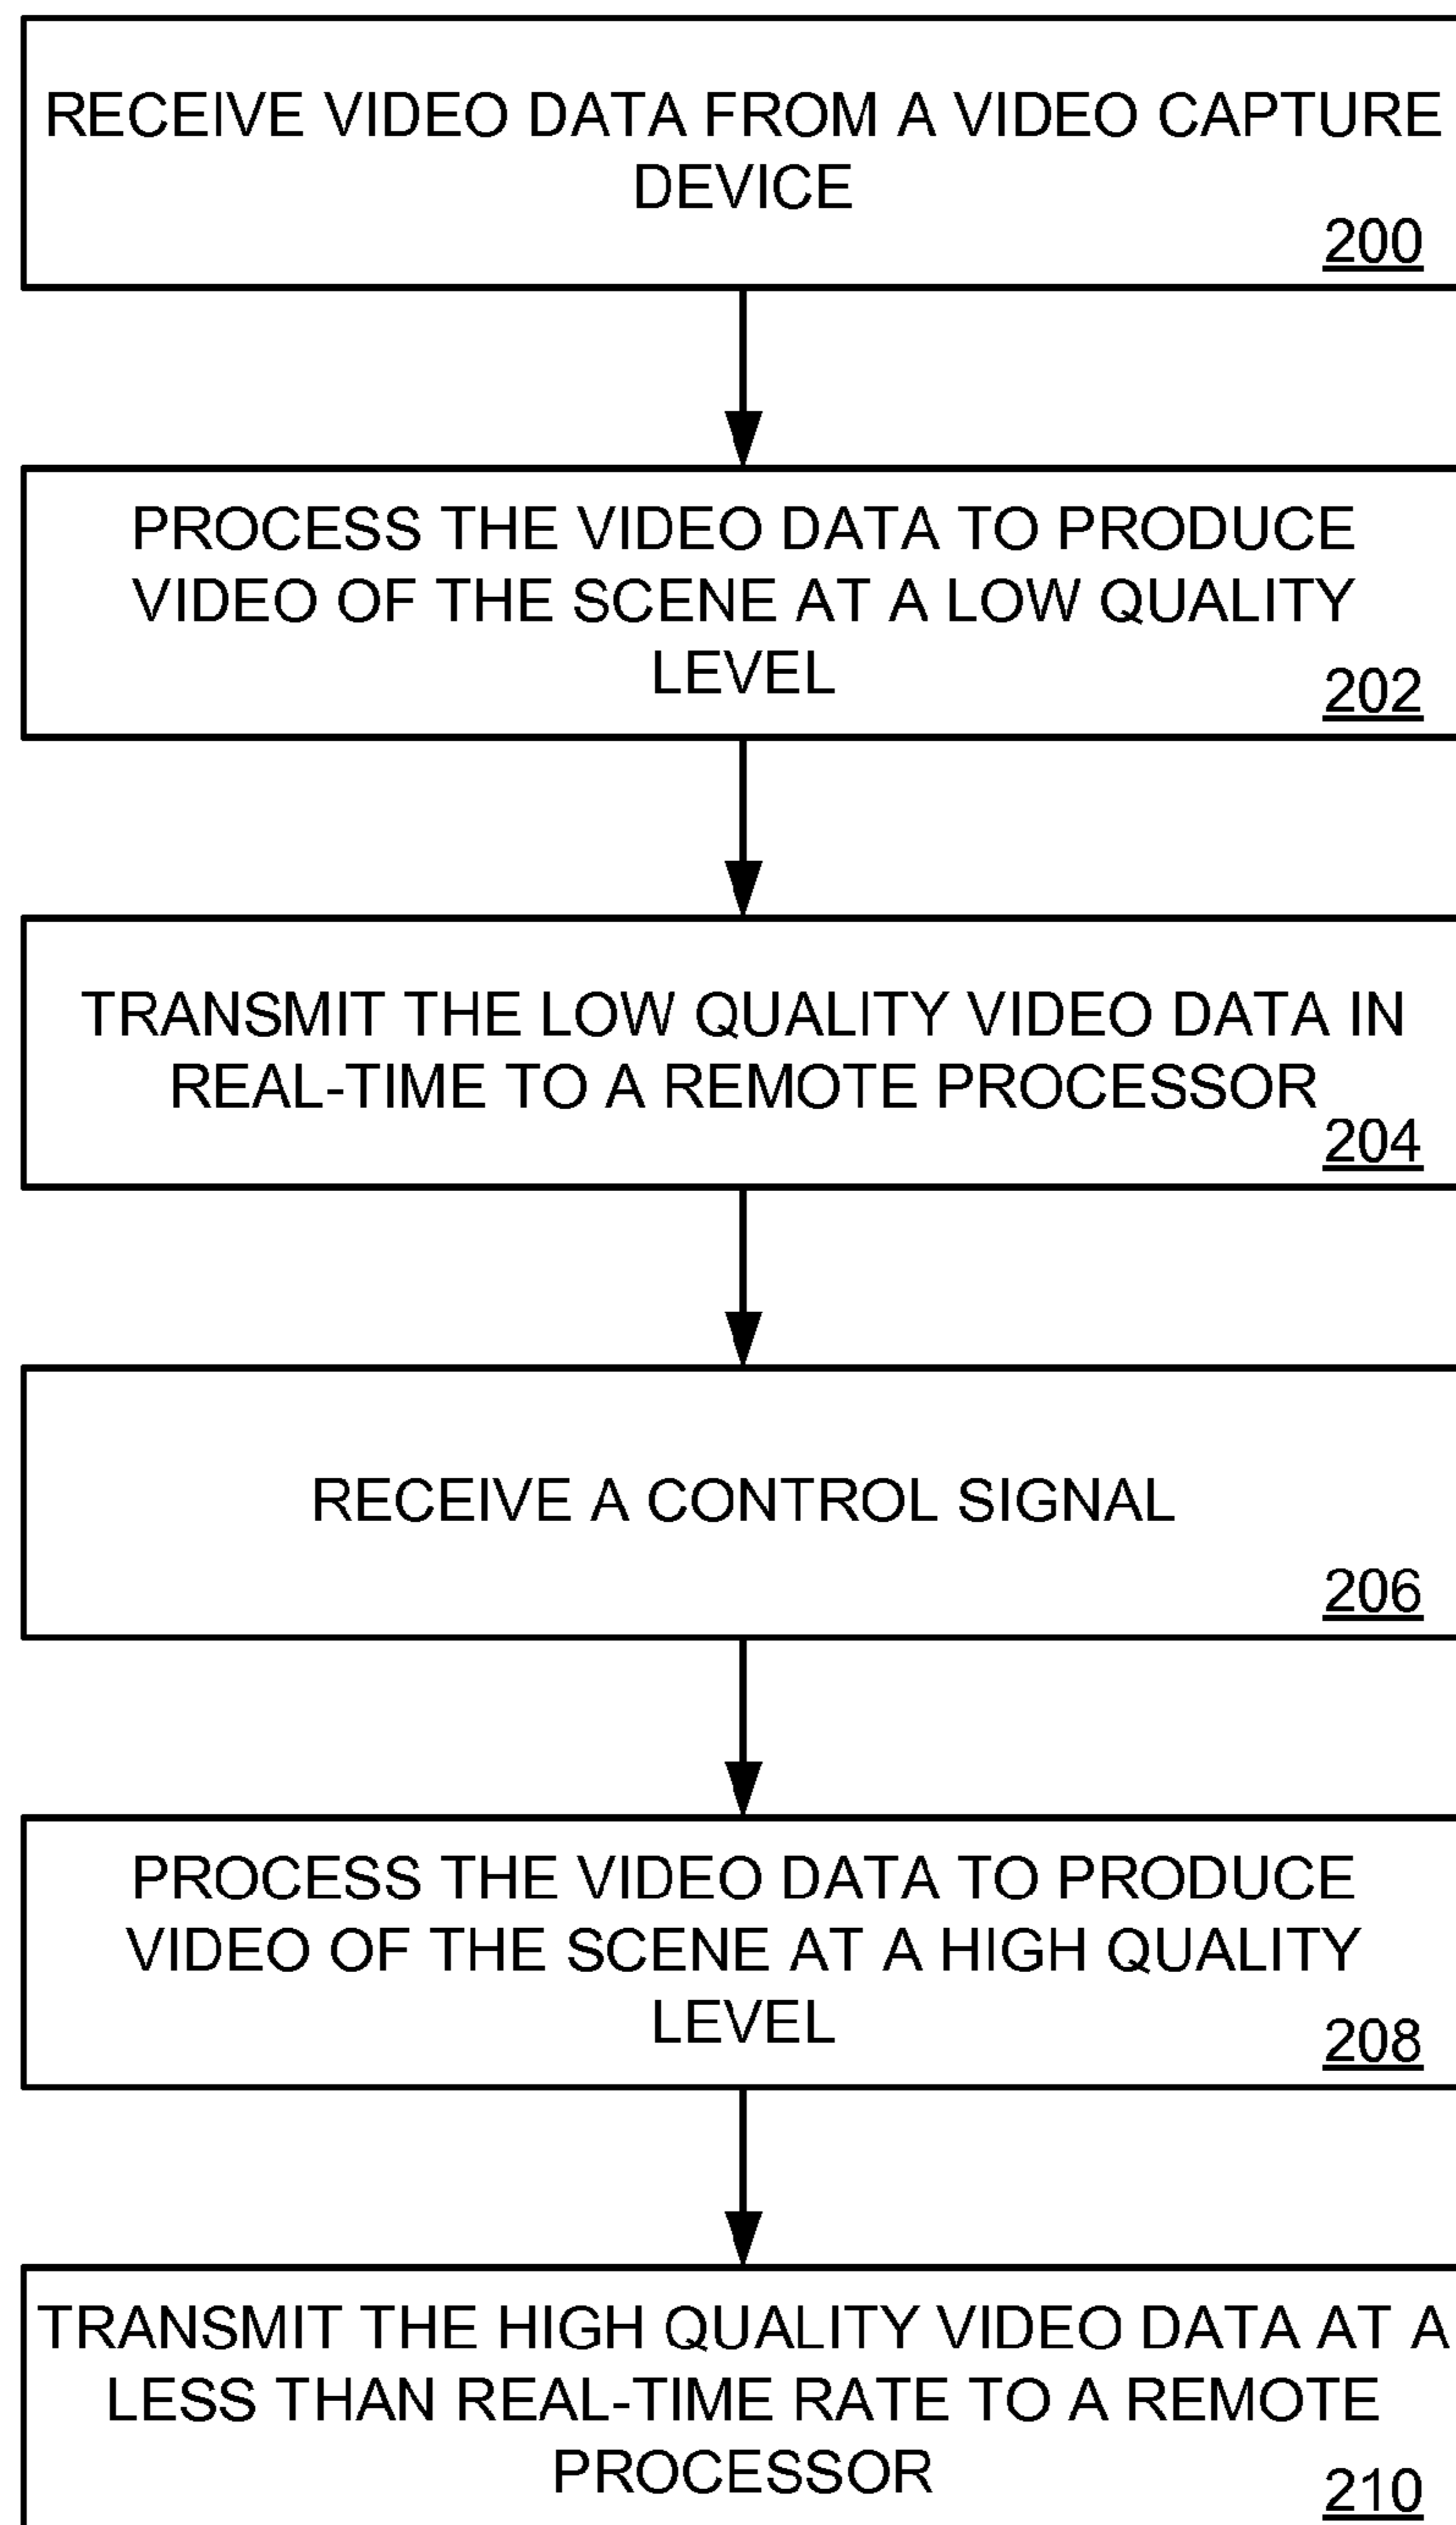 RECEIVE VIDEO DATA FROM A VIDEO CAPTURE
DEVICE
200
PROCESS THE VIDEO DATA TO PRODUCE
VIDEO OF THE SCENE AT A LOW QUALITY
LEVEL
202
TRANSMIT THE LOW QUALITY VIDEO DATA IN
REAL-TIME TO A REMOTE PROCESSOR
204
RECEIVE A CONTROL SIGNAL
206
PROCESS THE VIDEO DATA TO PRODUCE
VIDEO OF THE SCENE AT A HIGH QUALITY
LEVEL
208
TRANSMIT THE HIGH QUALITY VIDEO DATA AT A
LESS THAN REAL-TIME RATE TO A REMOTE
PROCESSOR
210